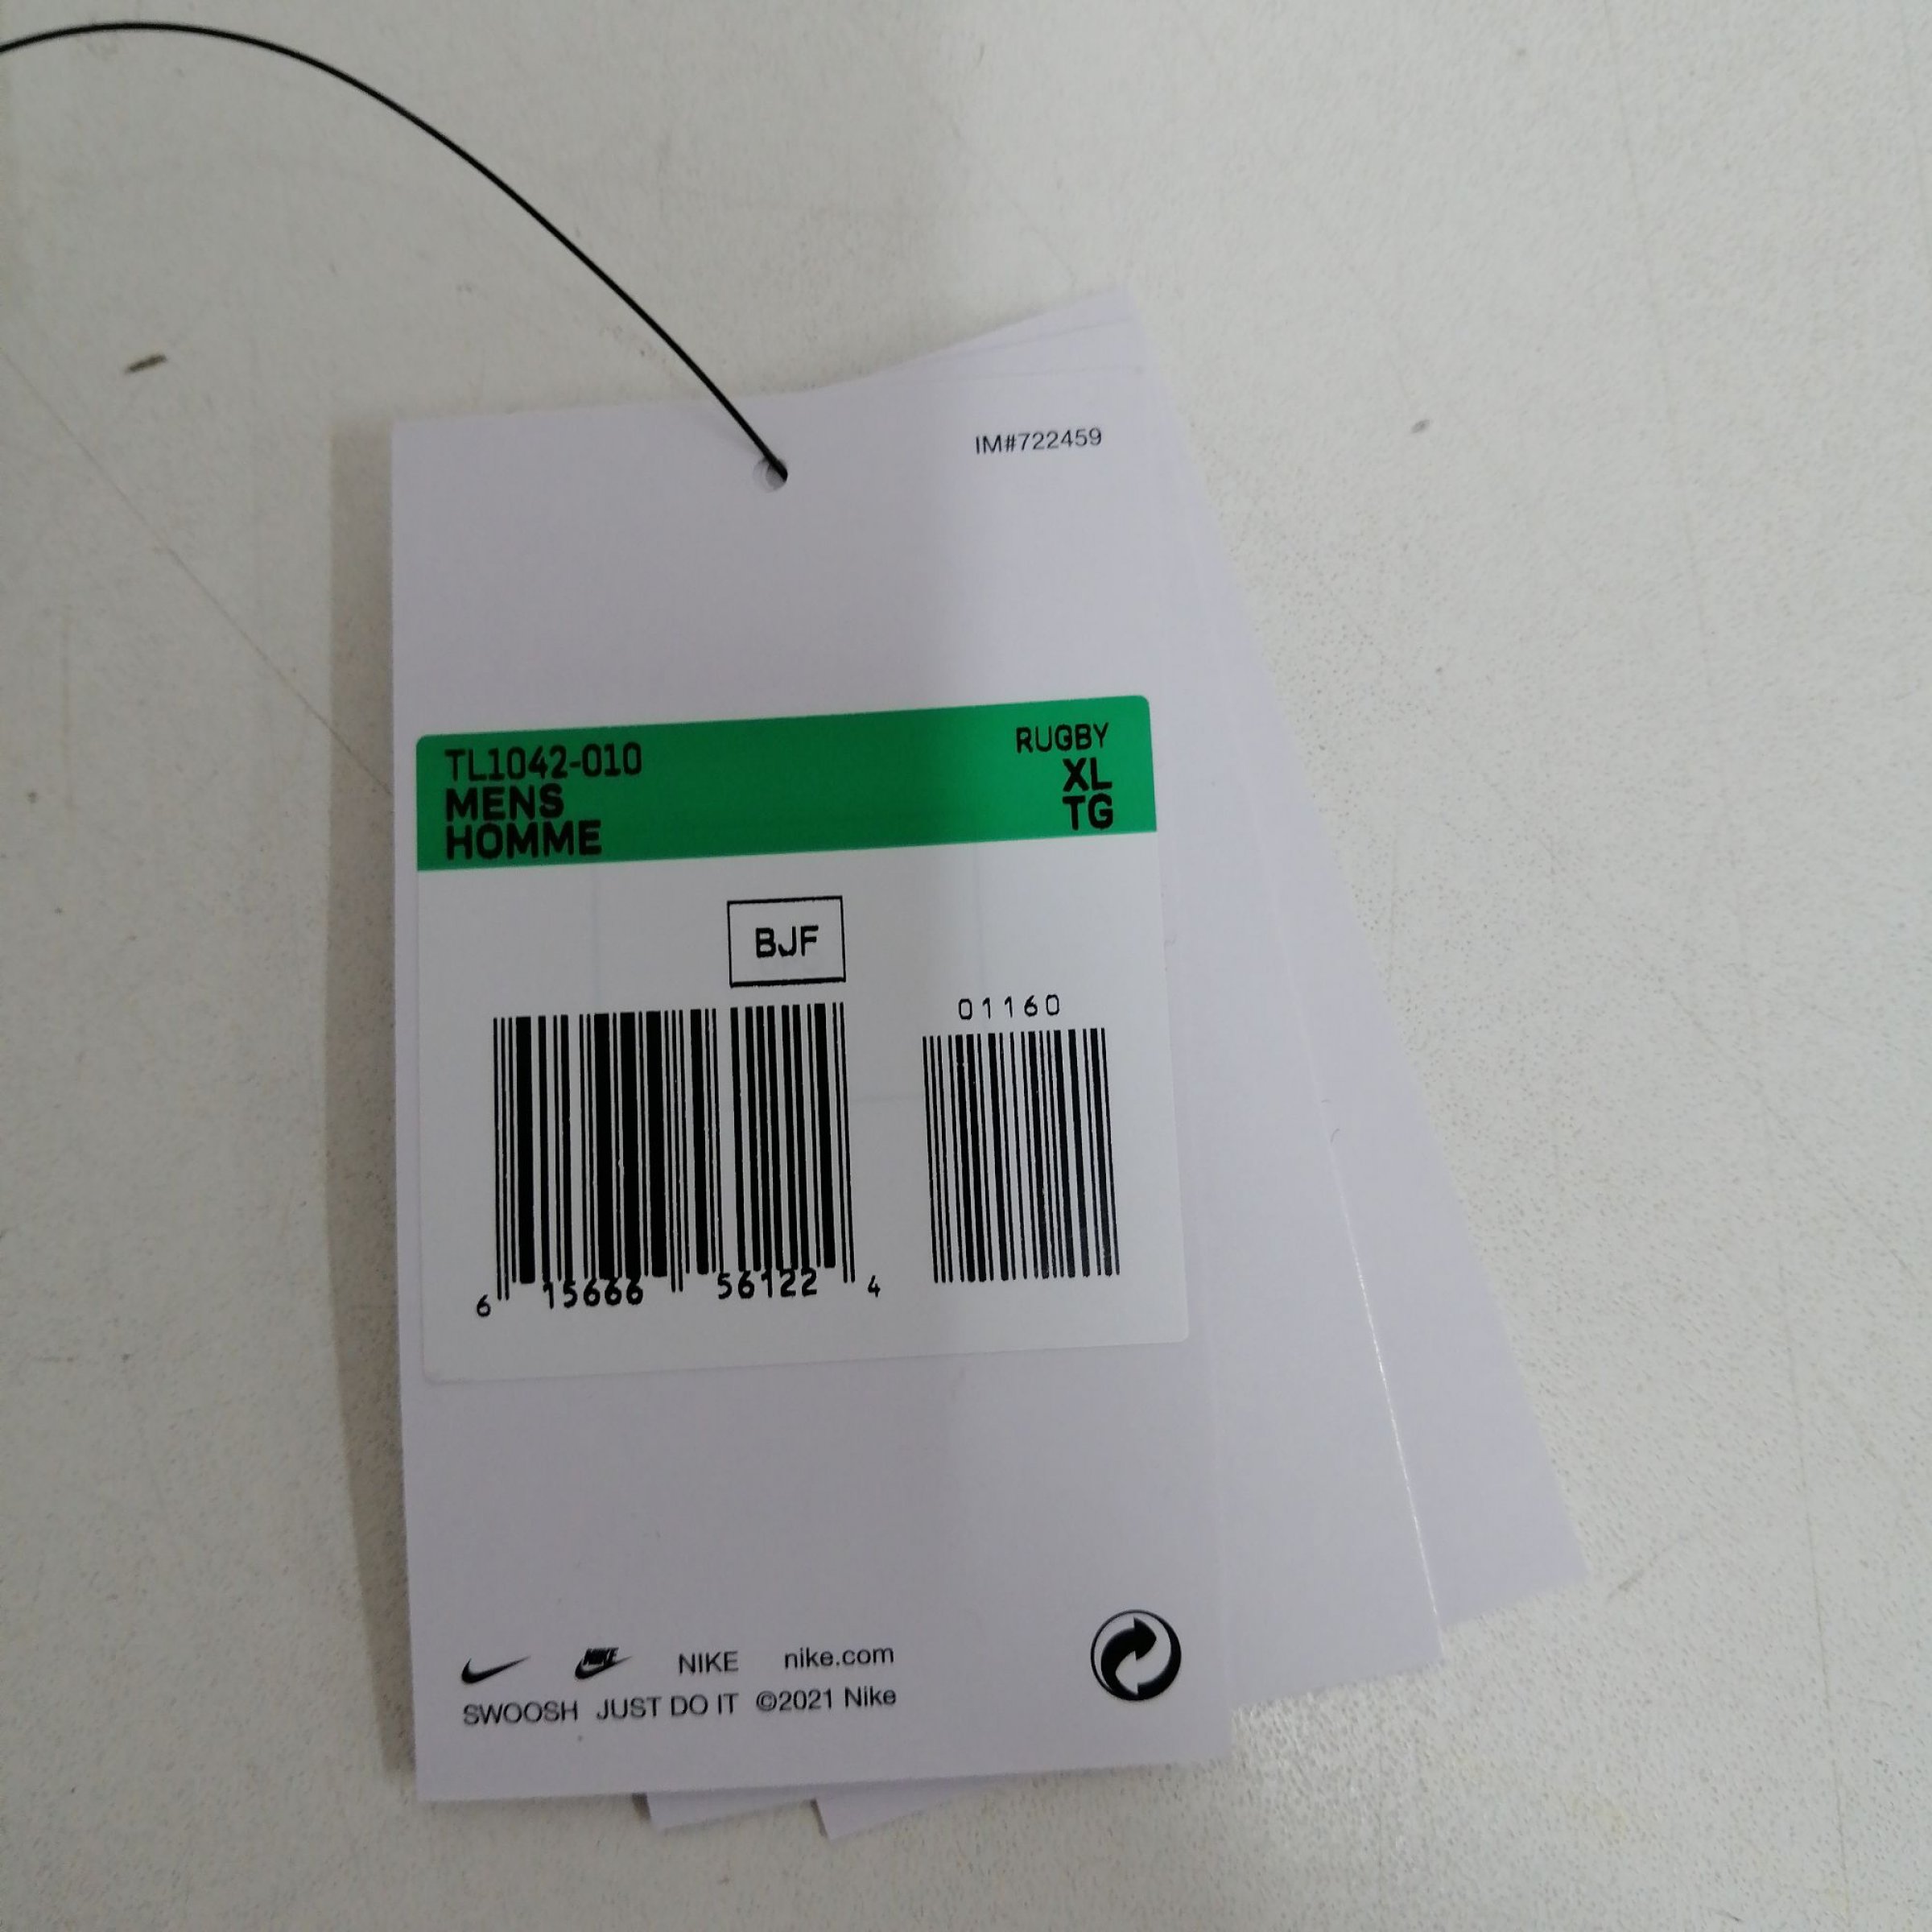 IM#722459
TL1042-010 RUGBY
MENS XL
HOMME TG
BJF
01160
6 15666 56122 4
NIKE NIKE nike.com
SWOOSH JUST DO IT ©2021 Nike